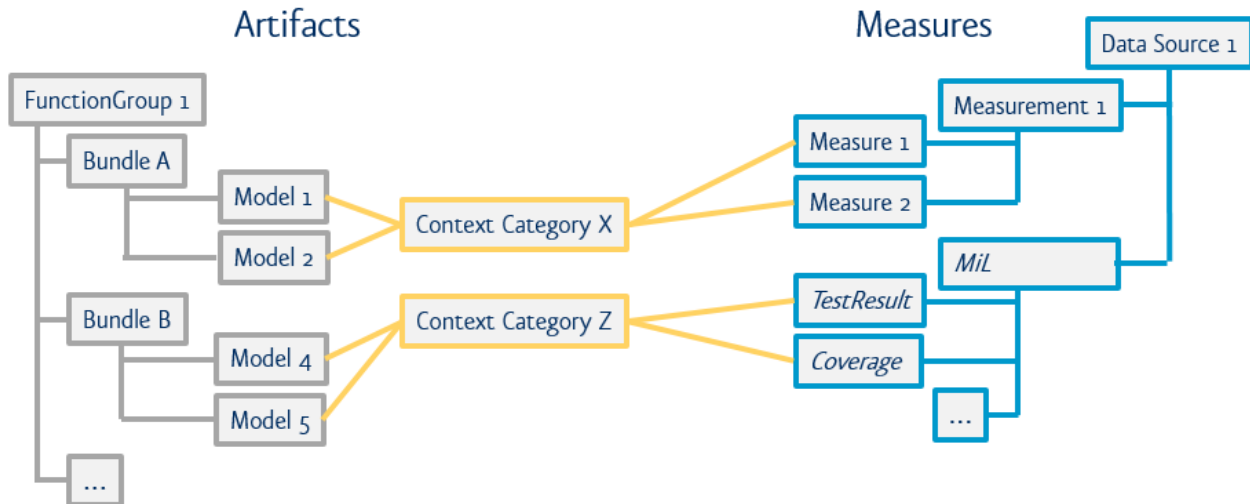 Artifacts
Measures
Data Source 1
FunctionGroup 1
Measurement 1
Bundle A
Measure 1
Model 1
Measure 2
Context Category X
Model 2
MiL
TestResult
Bundle B
Context Category Z
Model 4
Coverage
Model 5
...
...